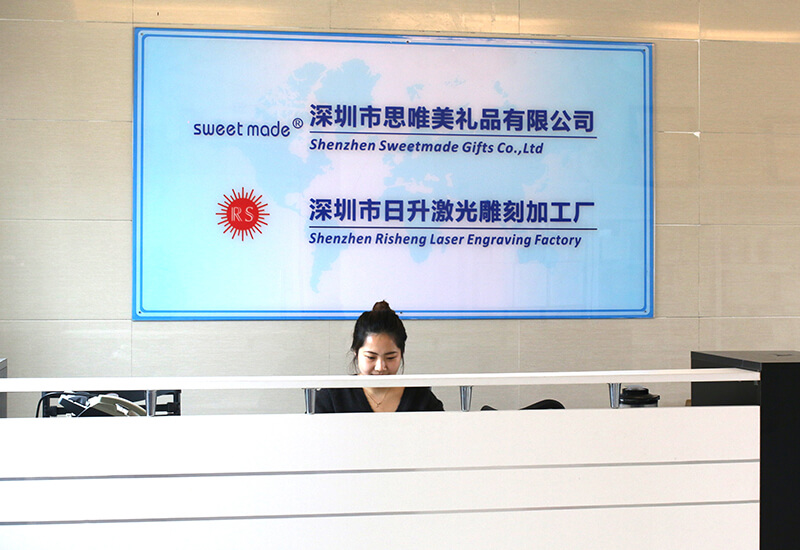 sweet made® 深圳市思唯美礼品有限公司
Shenzhen Sweetmade Gifts Co.,Ltd
RS 深圳市日升激光雕刻加工厂
Shenzhen Risheng Laser Engraving Factory